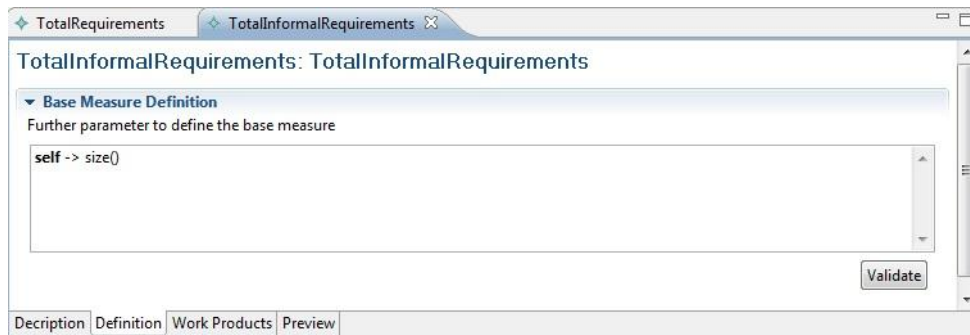 TotalRequirements TotalInformalRequirements
TotalInformalRequirements: TotalInformalRequirements
Base Measure Definition
Further parameter to define the base measure
self -> size()
Validate
Decription Definition Work Products Preview